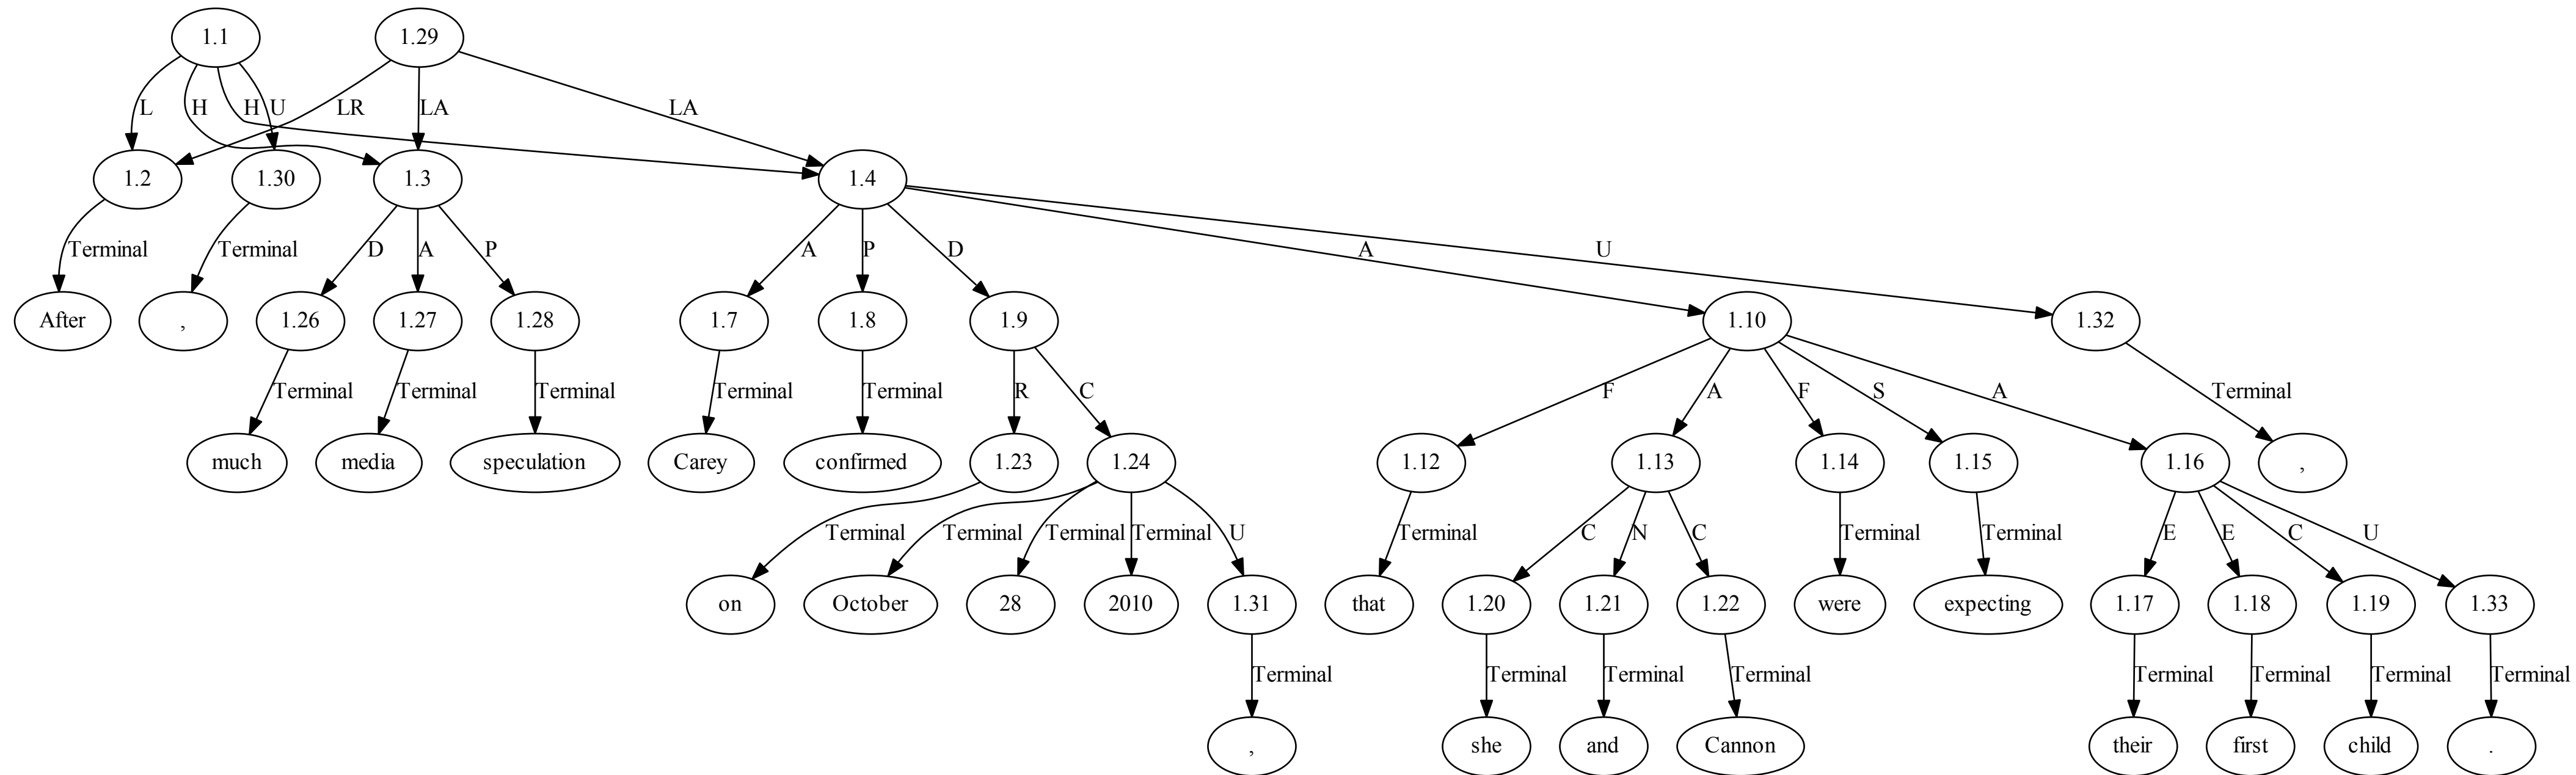 1.1 1.29
L H H U LR LA LA
1.2 1.30 1.3 1.4
Terminal Terminal D A P A P D A U
After , 1.26 1.27 1.28 1.7 1.8 1.9 1.10 1.32
Terminal Terminal Terminal Terminal Terminal R C F A F S A Terminal
much media speculation Carey confirmed 1.23 1.24 1.12 1.13 1.14 1.15 1.16 ,
Terminal Terminal Terminal Terminal U Terminal C N C Terminal Terminal E E C U
on October 28 2010 1.31 that 1.20 1.21 1.22 were expecting 1.17 1.18 1.19 1.33
Terminal Terminal Terminal Terminal Terminal Terminal Terminal Terminal
, she and Cannon their first child .